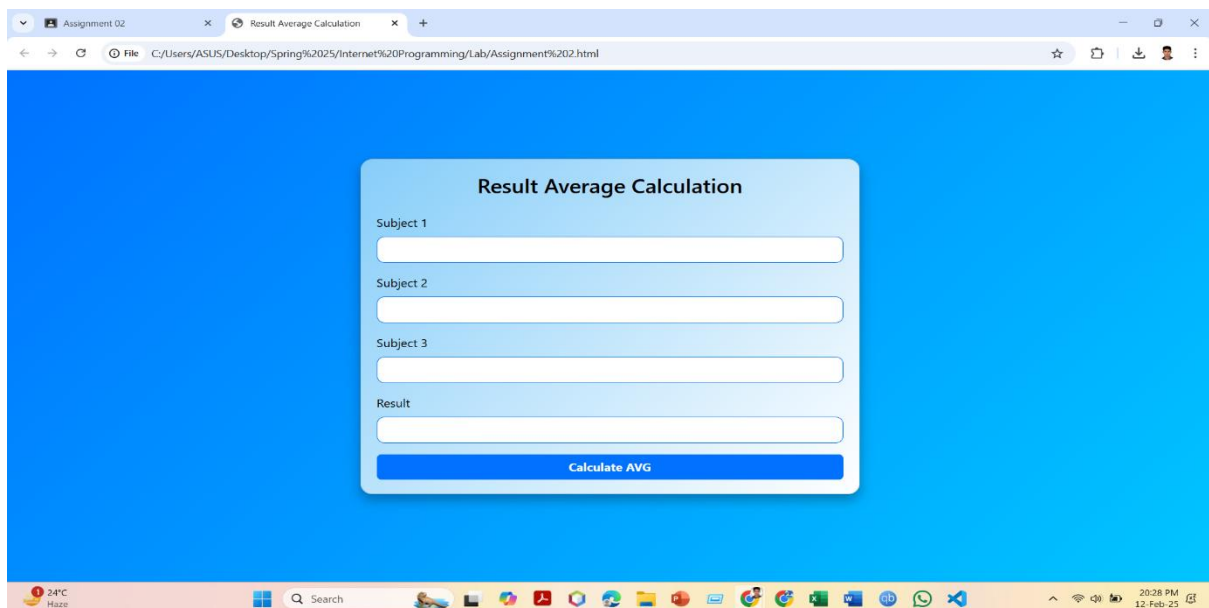 Assignment 02
Result Average Calculation
File C:/Users/ASUS/Desktop/Spring%2025/Internet%20Programming/Lab/Assignment%202.html
Result Average Calculation
Subject 1
Subject 2
Subject 3
Result
Calculate AVG
1
24°C
Haze
Search
20:28 PM
12-Feb-25